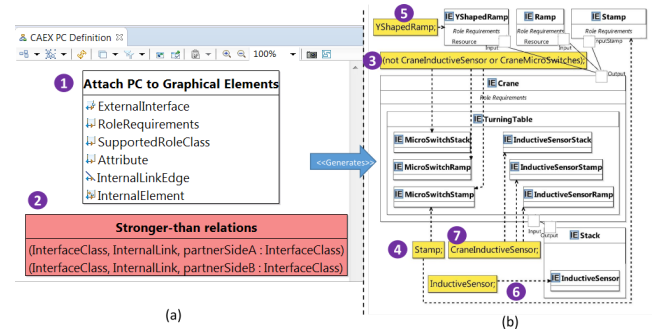 CAEX PC Definition
100%
1
Attach PC to Graphical Elements
ExternalInterface
RoleRequirements
SupportedRoleClass
Attribute
InternalLinkEdge
InternalElement
2
Stronger-than relations
(InterfaceClass, InternalLink, partnerSideA : InterfaceClass)
(InterfaceClass, InternalLink, partnerSideB : InterfaceClass)
(a)
<<Generates>>
5
YShapedRamp;
IE YShapedRamp
Role Requirements
Resource
Input
IE Ramp
Role Requirements
Resource
Input
IE Stamp
Role Requirements
InputStamp
3
(not CraneInductiveSensor or CraneMicroSwitches);
Output
IE Crane
Role Requirements
IE TurningTable
IE MicroSwitchStack
IE InductiveSensorStack
IE MicroSwitchRamp
IE InductiveSensorStamp
IE MicroSwitchStamp
IE InductiveSensorRamp
Input
Output
4
Stamp;
7
CraneInductiveSensor;
IE Stack
InductiveSensor;
6
IE InductiveSensor
(b)